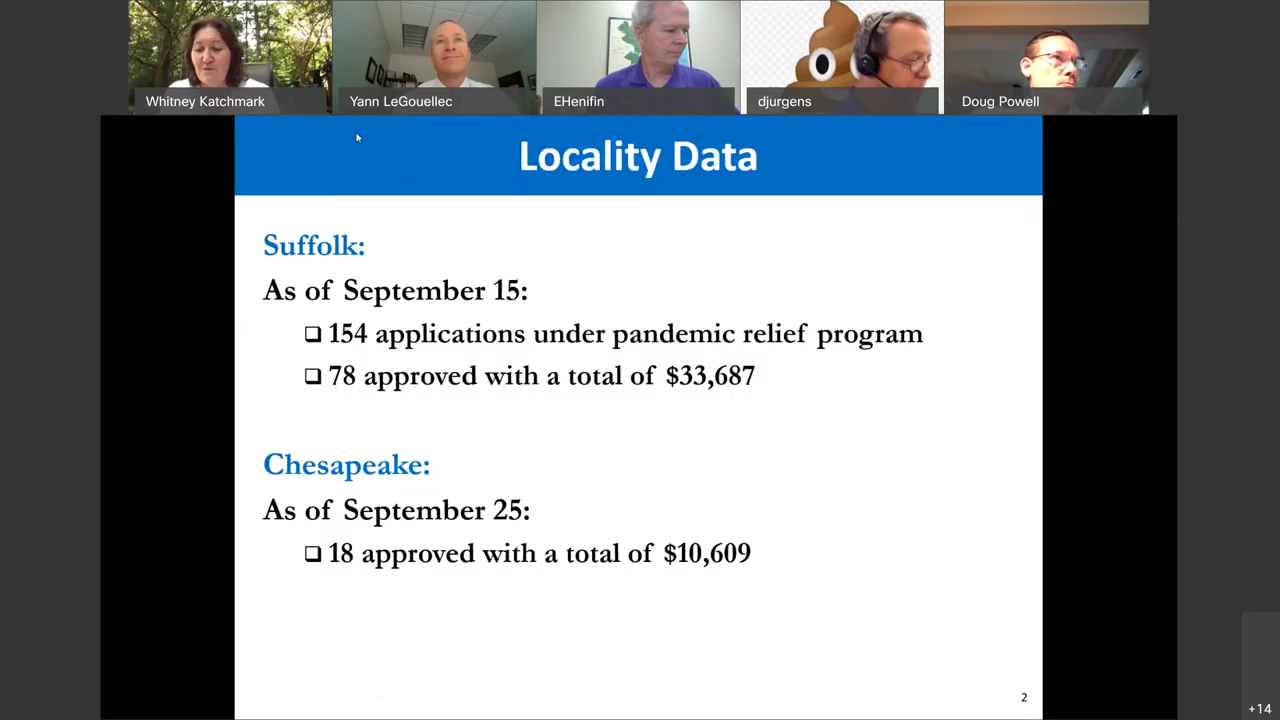 Whitney Katchmark
Yann LeGouellec
EHenifin
djurgens
Doug Powell
Locality Data
Suffolk:
As of September 15:
154 applications under pandemic relief program
78 approved with a total of $33,687
Chesapeake:
As of September 25:
18 approved with a total of $10,609
2
+14